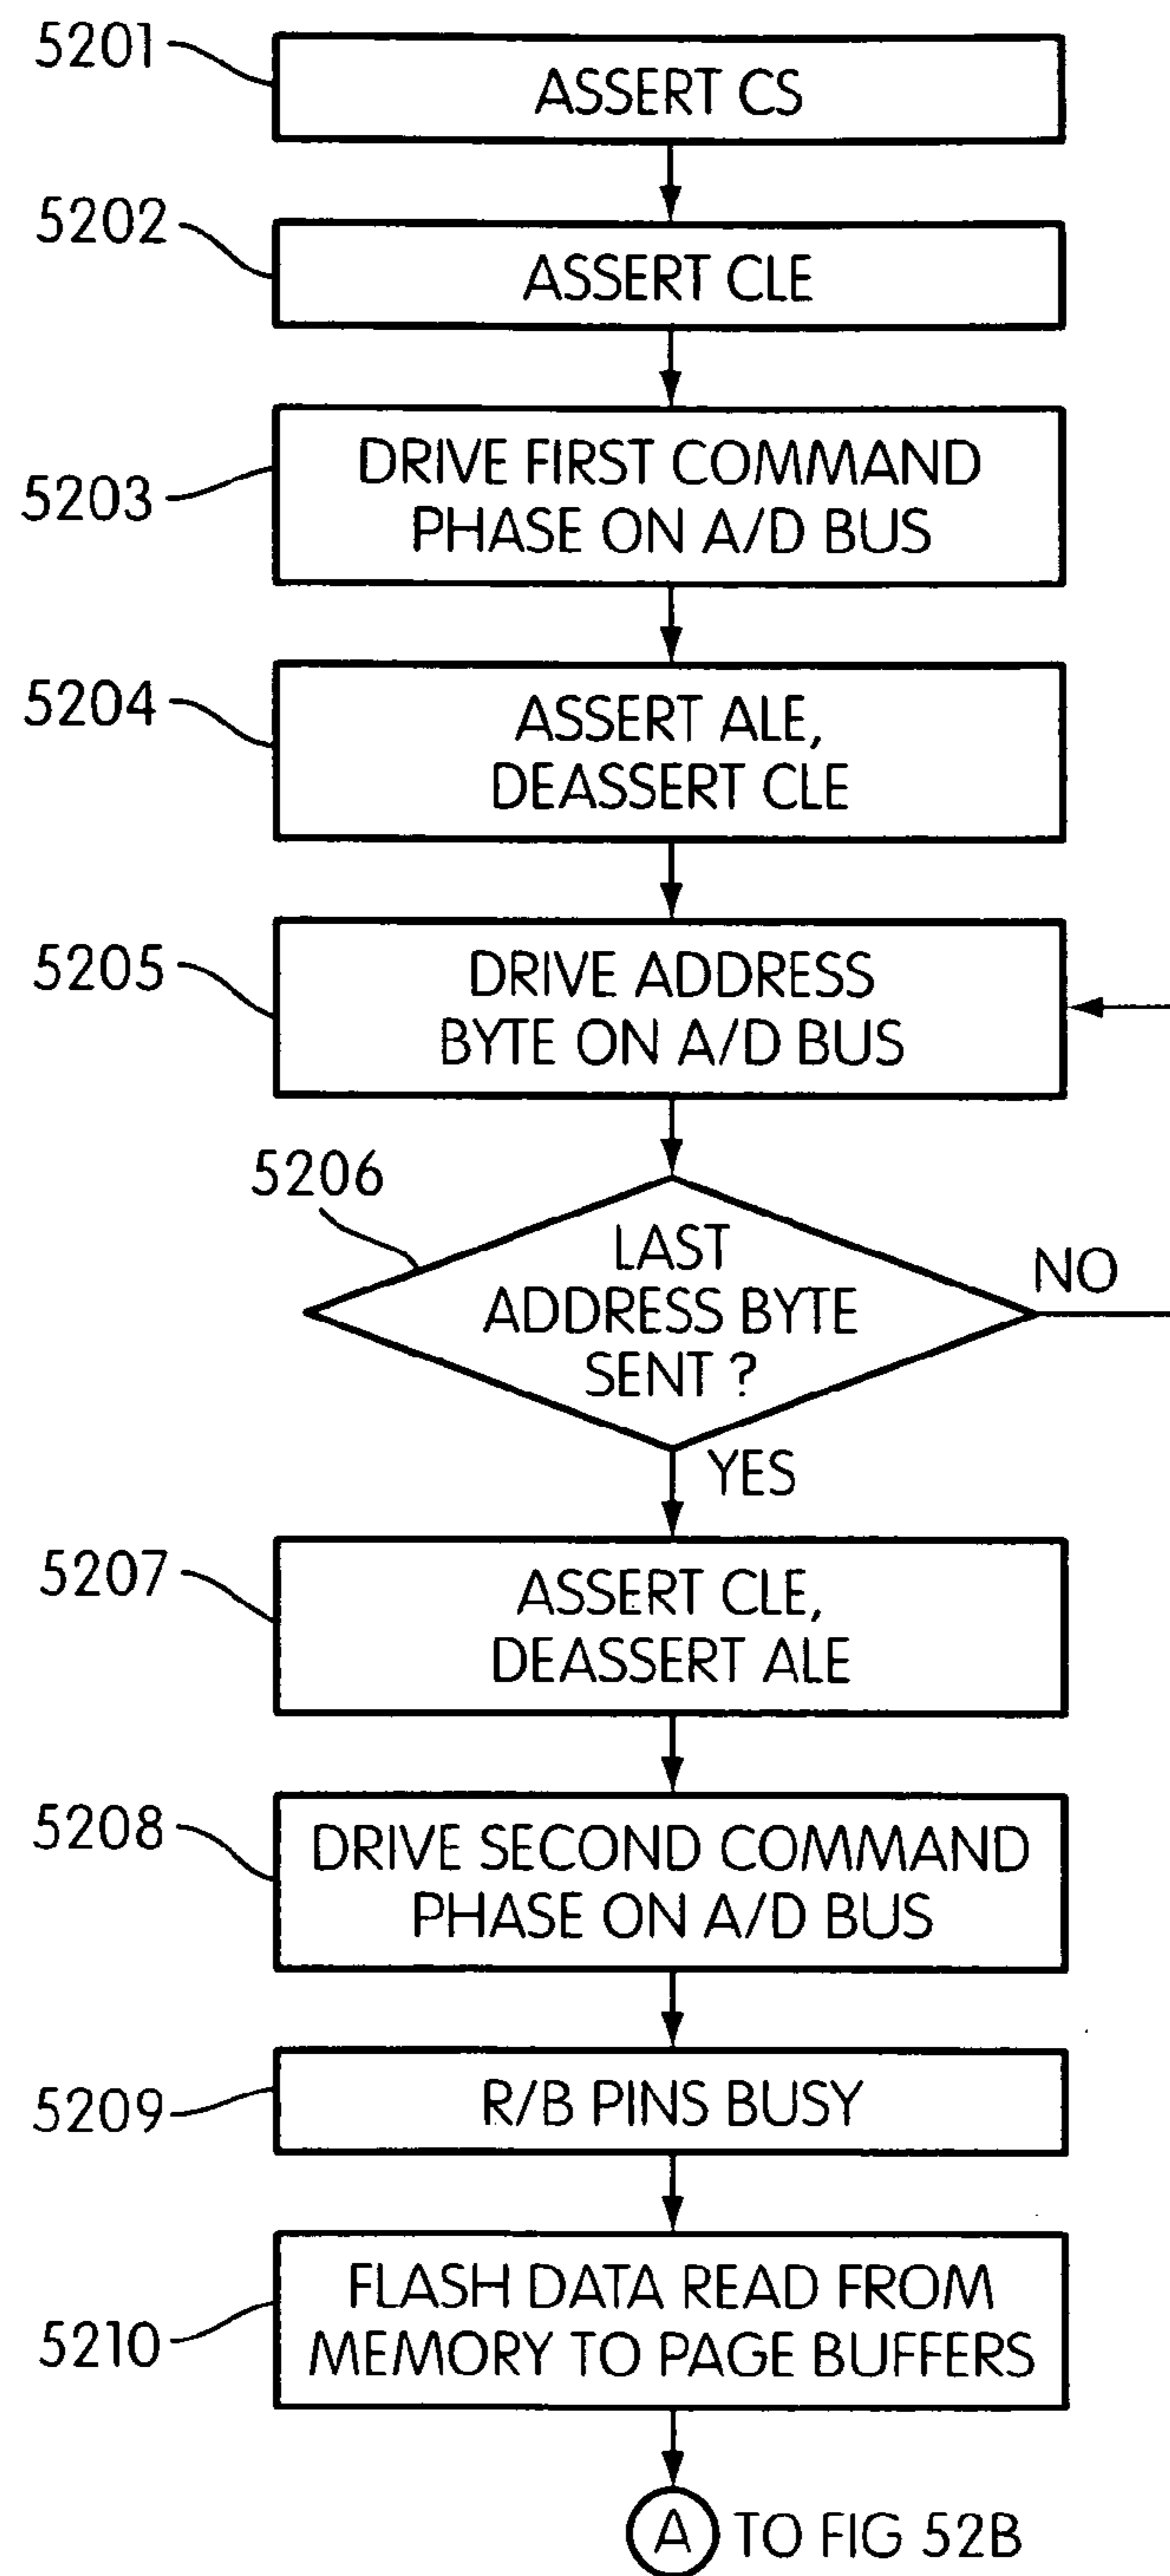 5201
ASSERT CS
5202
ASSERT CLE
5203
DRIVE FIRST COMMAND
PHASE ON A/D BUS
5204
ASSERT ALE,
DEASSERT CLE
5205
DRIVE ADDRESS
BYTE ON A/D BUS
5206
LAST
ADDRESS BYTE
SENT ?
NO
YES
5207
ASSERT CLE,
DEASSERT ALE
5208
DRIVE SECOND COMMAND
PHASE ON A/D BUS
5209
R/B PINS BUSY
5210
FLASH DATA READ FROM
MEMORY TO PAGE BUFFERS
A TO FIG 52B